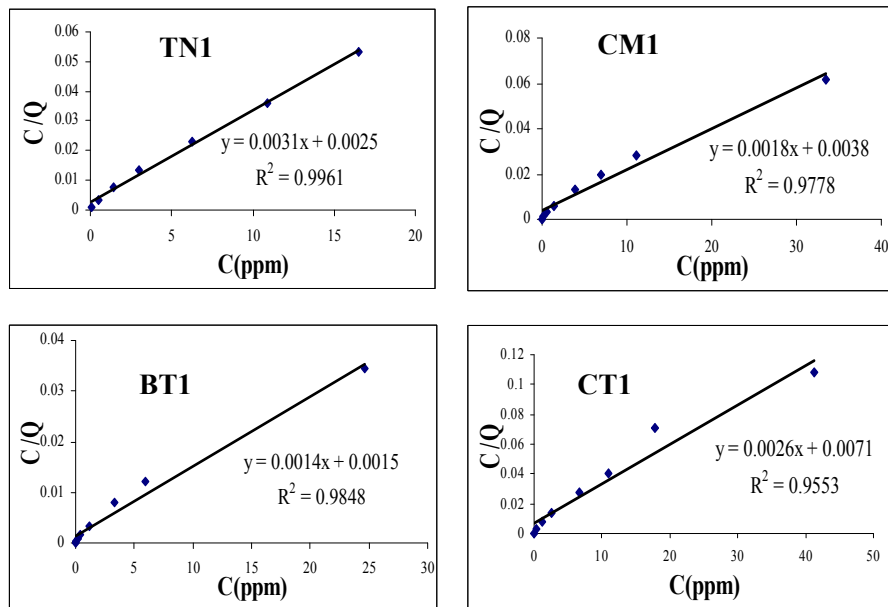 TN1
C /Q
0.06
0.05
0.04
0.03
0.02
0.01
0
y = 0.0031x + 0.0025
R² = 0.9961
0 5 10 15 20
C(ppm)
CM1
C /Q
0.08
0.06
0.04
0.02
0
y = 0.0018x + 0.0038
R² = 0.9778
0 10 20 30 40
C(ppm)
BT1
C /Q
0.04
0.03
0.02
0.01
0
y = 0.0014x + 0.0015
R² = 0.9848
0 5 10 15 20 25 30
C(ppm)
CT1
C /Q
0.12
0.1
0.08
0.06
0.04
0.02
0
y = 0.0026x + 0.0071
R² = 0.9553
0 10 20 30 40 50
C(ppm)